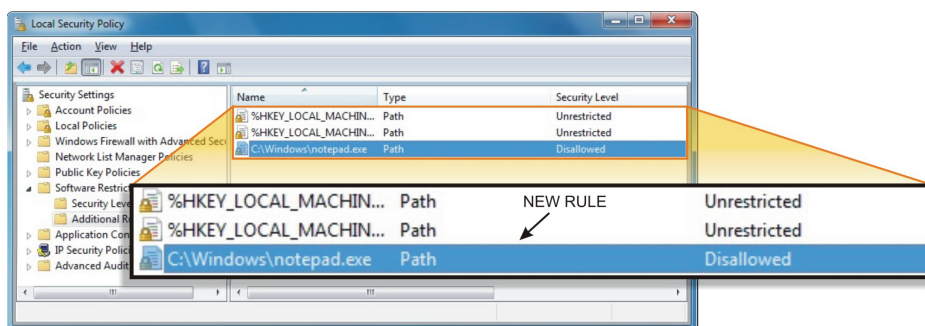 Local Security Policy
File Action View Help
Security Settings
Account Policies
Local Policies
Windows Firewall with Advanced Secu
Network List Manager Policies
Public Key Policies
Software Restric
Security Leve
Additional R
Application Con
IP Security Polici
Advanced Audit
Name Type Security Level
%HKEY_LOCAL_MACHIN... Path Unrestricted
%HKEY_LOCAL_MACHIN... Path Unrestricted
C:\Windows\notepad.exe Path Disallowed
%HKEY_LOCAL_MACHIN... Path NEW RULE Unrestricted
%HKEY_LOCAL_MACHIN... Path Unrestricted
C:\Windows\notepad.exe Path Disallowed